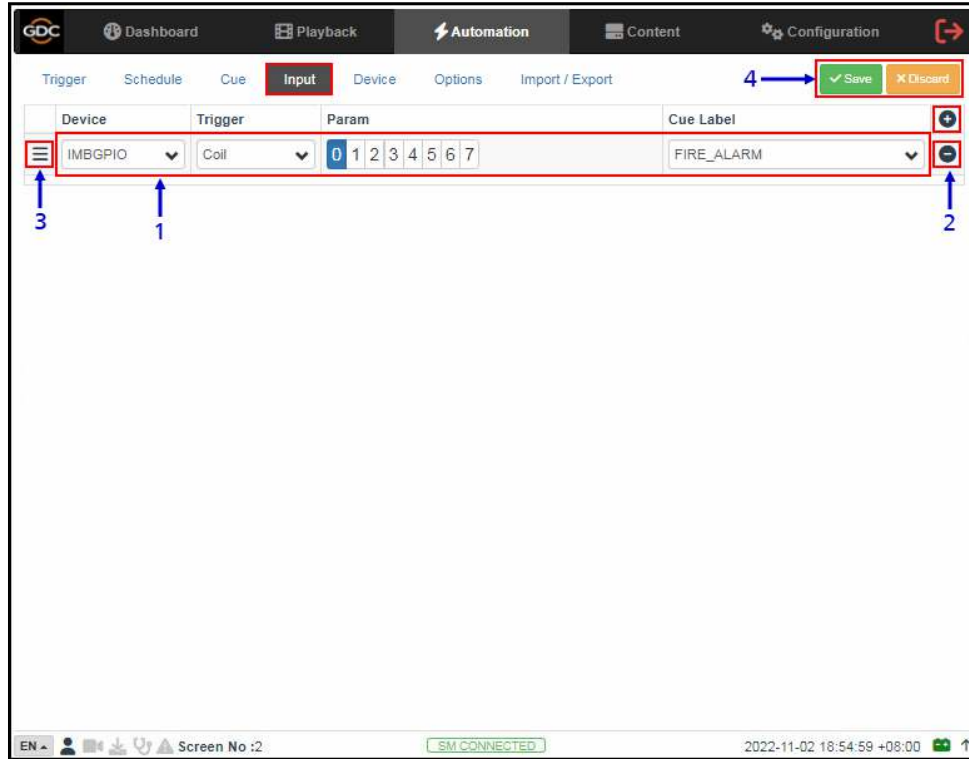 GDC Dashboard Playback Automation Content Configuration
Trigger Schedule Cue Input Device Options Import / Export 4 Save Discard
Device Trigger Param Cue Label
IMBGPIO Coil 0 1 2 3 4 5 6 7 FIRE_ALARM
3 1 2
EN Screen No :2 SM CONNECTED 2022-11-02 18:54:59 +08:00